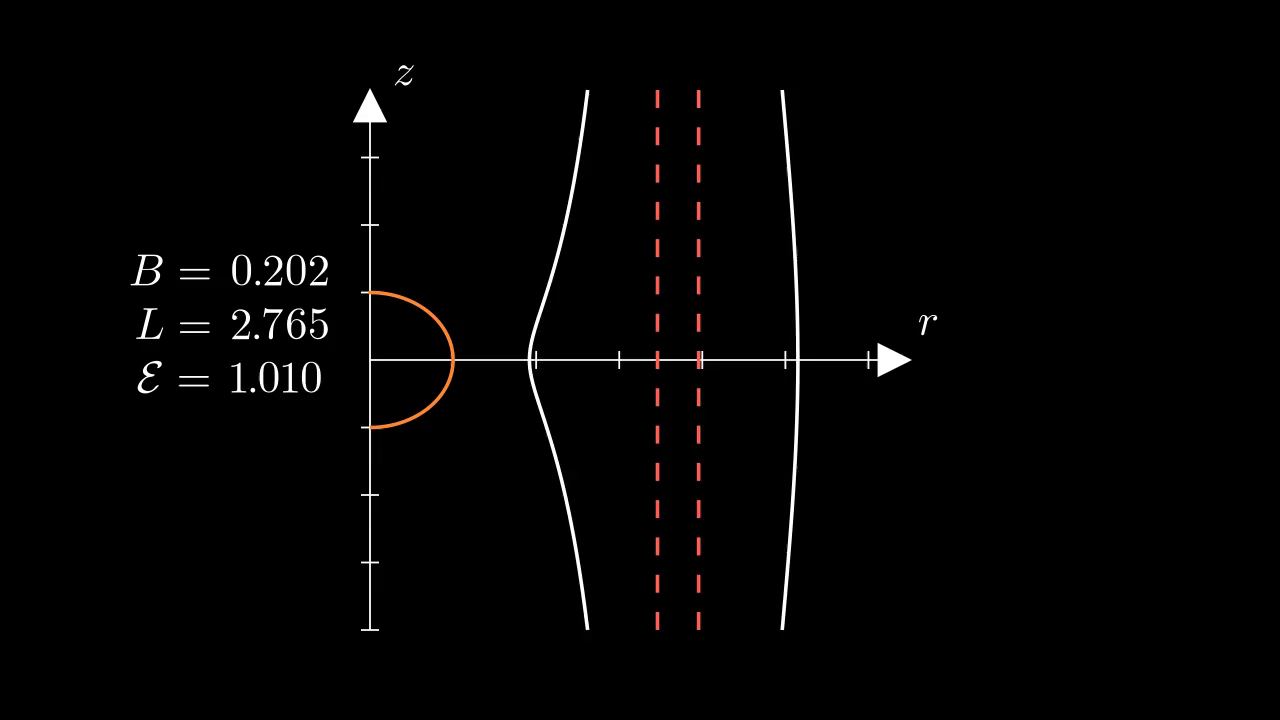 z
B = 0.202
r
L = 2.765
ℰ = 1.010